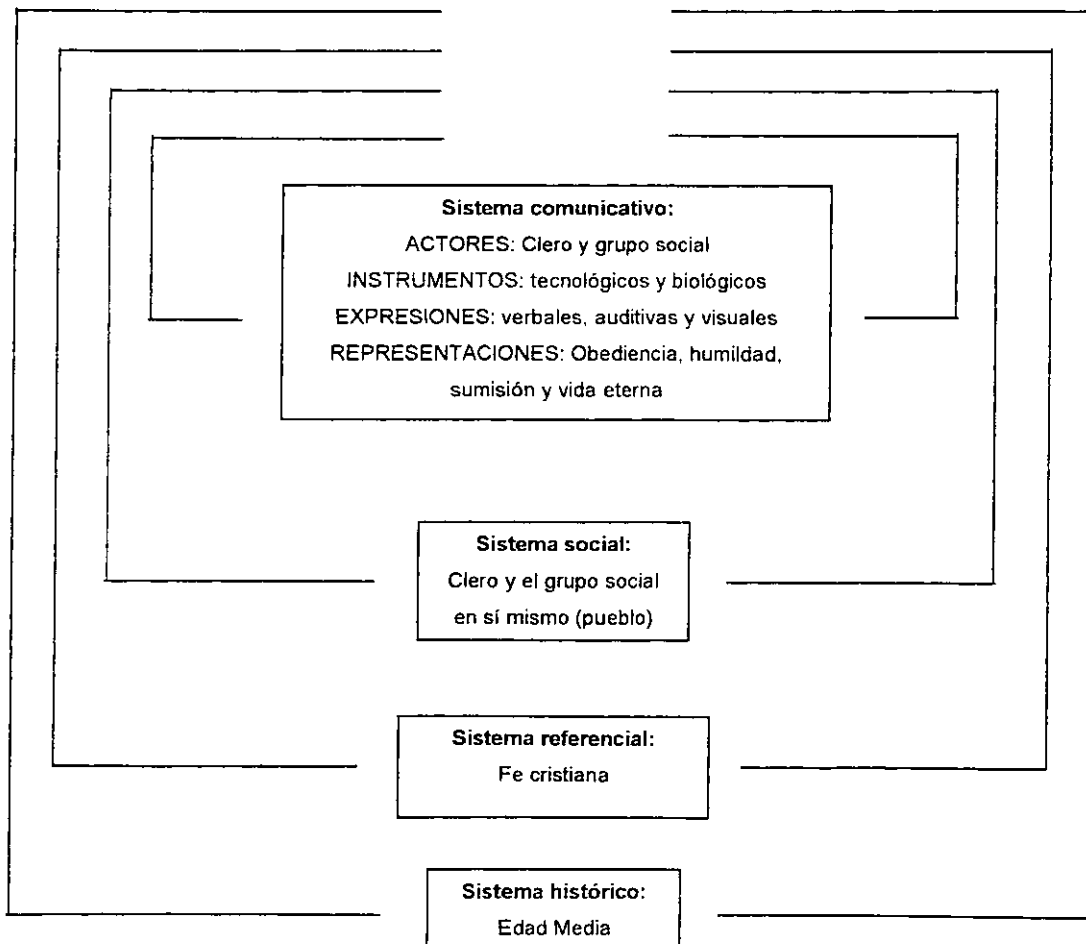 Sistema comunicativo:
ACTORES: Clero y grupo social
INSTRUMENTOS: tecnológicos y biológicos
EXPRESIONES: verbales, auditivas y visuales
REPRESENTACIONES: Obediencia, humildad,
sumisión y vida eterna
Sistema social:
Clero y el grupo social
en sí mismo (pueblo)
Sistema referencial:
Fe cristiana
Sistema histórico:
Edad Media